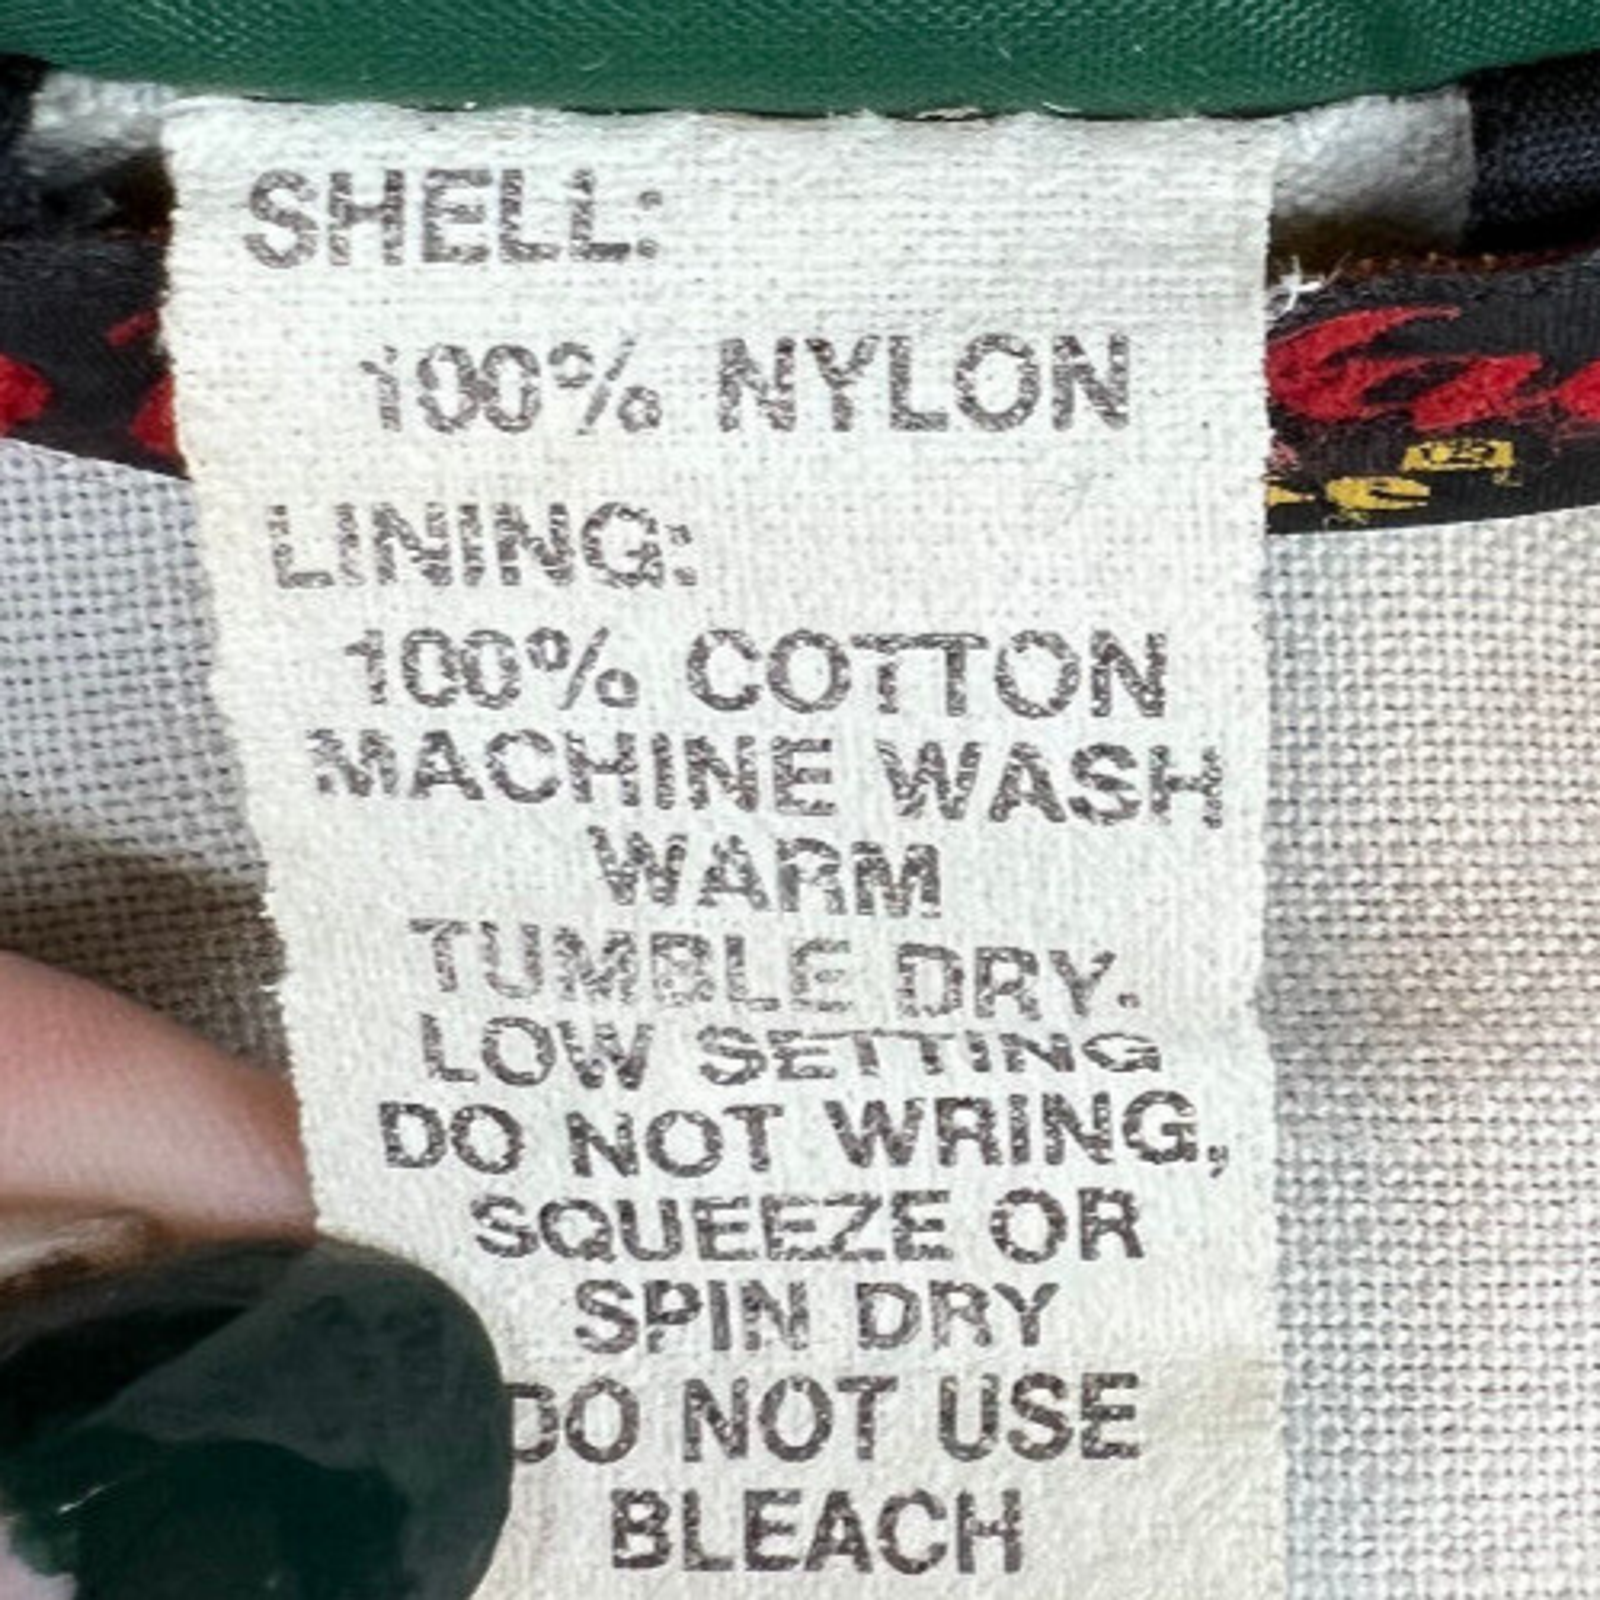 SHELL:
100% NYLON
LINING:
100% COTTON
MACHINE WASH
WARM
TUMBLE DRY.
LOW SETTING
DO NOT WRING,
SQUEEZE OR
SPIN DRY
DO NOT USE
BLEACH